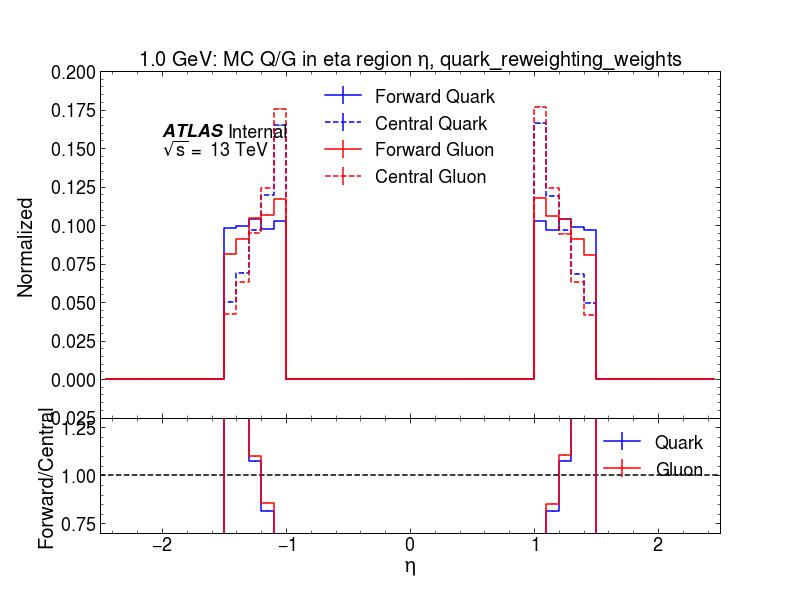 1.0 GeV: MC Q/G in eta region η, quark_reweighting_weights
0.200
0.175
0.150
0.125
0.100
0.075
0.050
0.025
0.000
0.025
Normalized
ATLAS Internal
√s = 13 TeV
Forward Quark
Central Quark
Forward Gluon
Central Gluon
1.25
1.00
0.75
Forward/Central
Quark
Gluon
−2 −1 0 1 2
η